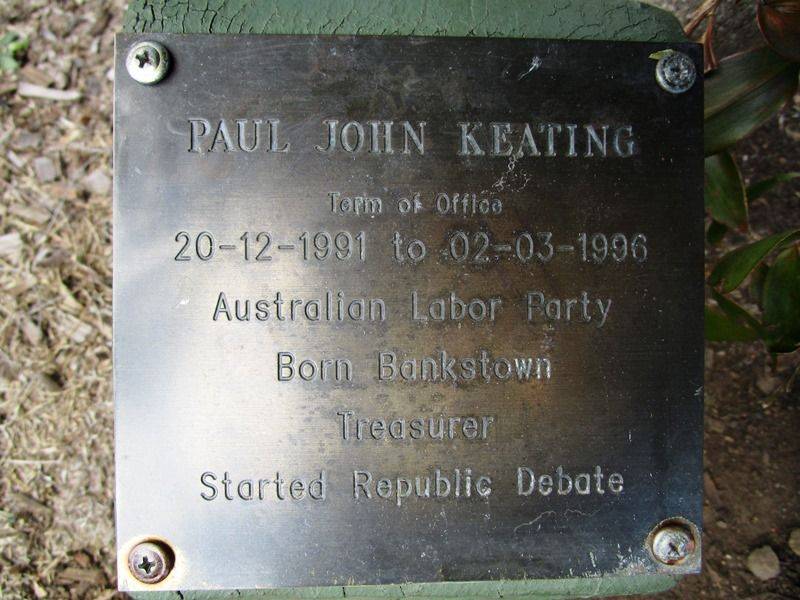 PAUL JOHN KEATING
Term of Office
20-12-1991 to 02-03-1996
Australian Labor Party
Born Bankstown
Treasurer
Started Republic Debate